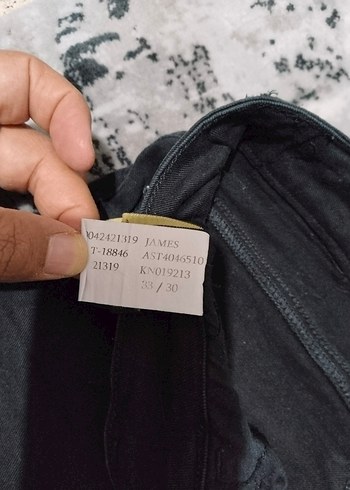 0042421319 JAMES
T-18846 AST4046510
21319 KN019213
33 / 30